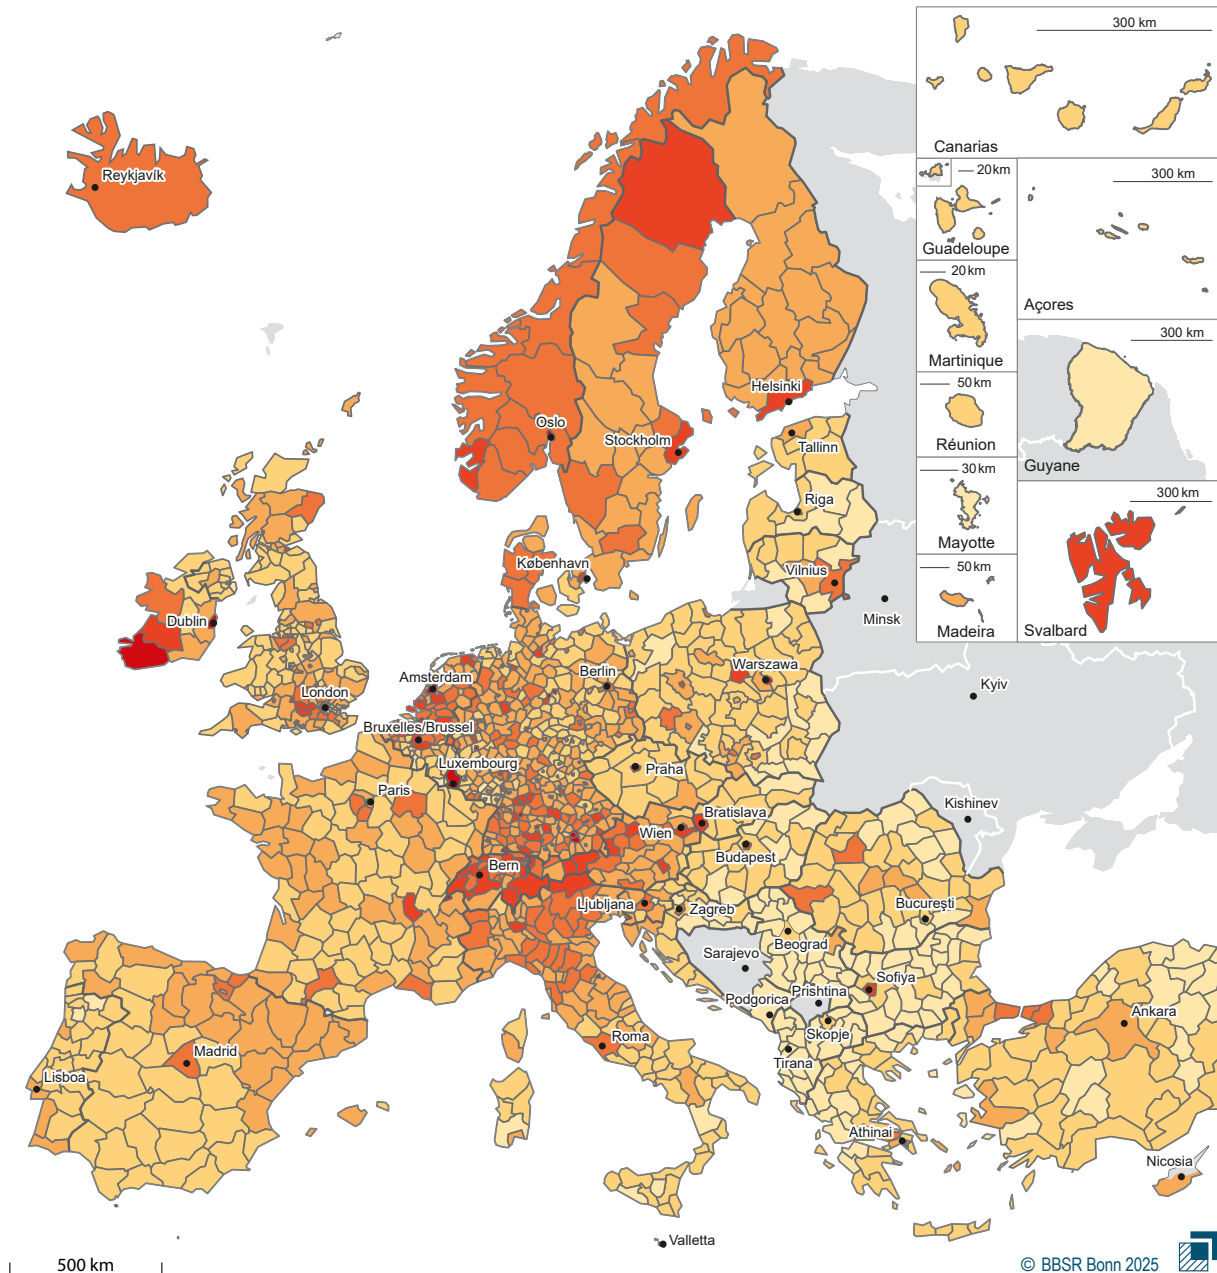 300 km
Canarias
20 km
Guadeloupe
300 km
Açores
20 km
Martinique
300 km
Guyane
50 km
Réunion
30 km
Mayotte
300 km
Svalbard
50 km
Madeira
Reykjavík
Helsinki
Oslo
Stockholm
Tallinn
Riga
København
Vilnius
Minsk
Dublin
Warszawa
Berlin
Amsterdam
Kyiv
London
Bruxelles/Brussel
Luxembourg
Praha
Paris
Kishinev
Bratislava
Wien
Budapest
Bern
Ljubljana
Zagreb
Bucureşti
Beograd
Sarajevo
Sofiya
Prishtina
Podgorica
Ankara
Skopje
Roma
Madrid
Tirana
Lisboa
Athinai
Nicosia
Valletta
500 km
© BBSR Bonn 2025